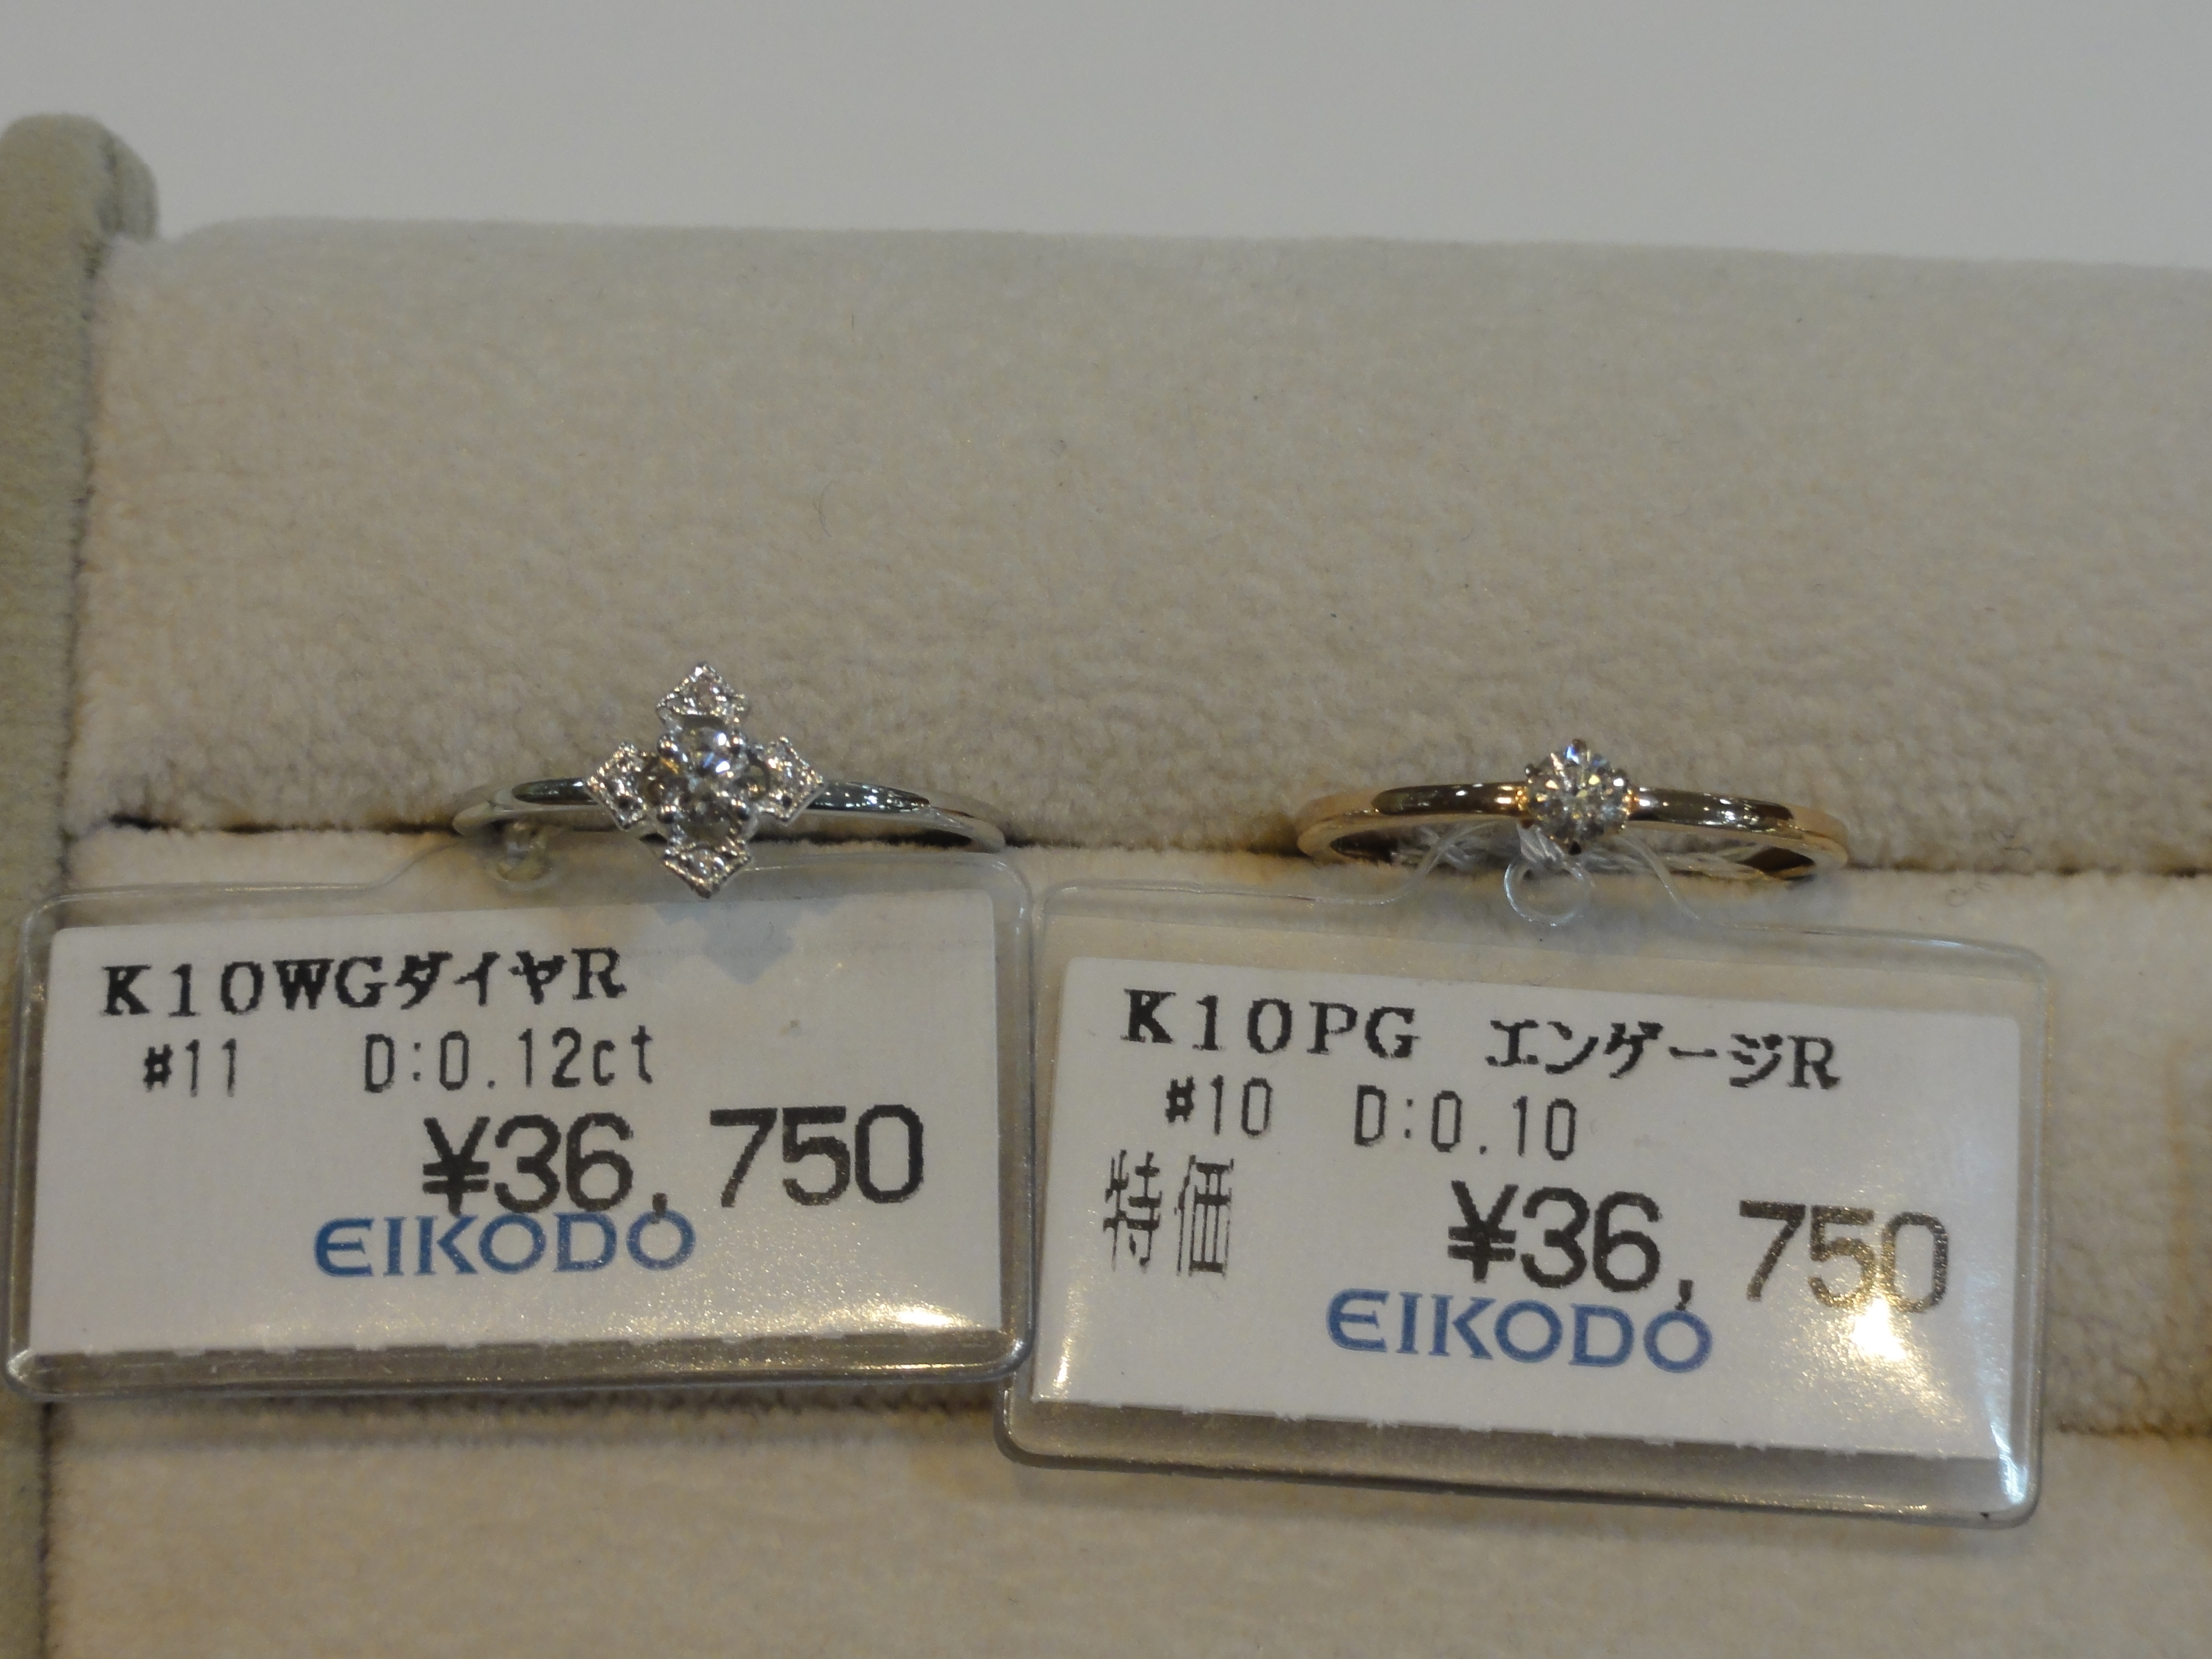 K10WGダイヤR
#11 D:0.12ct
¥36,750
EIKODO
K10PG エンゲージR
#10 D:0.10
特価 ¥36,750
EIKODO